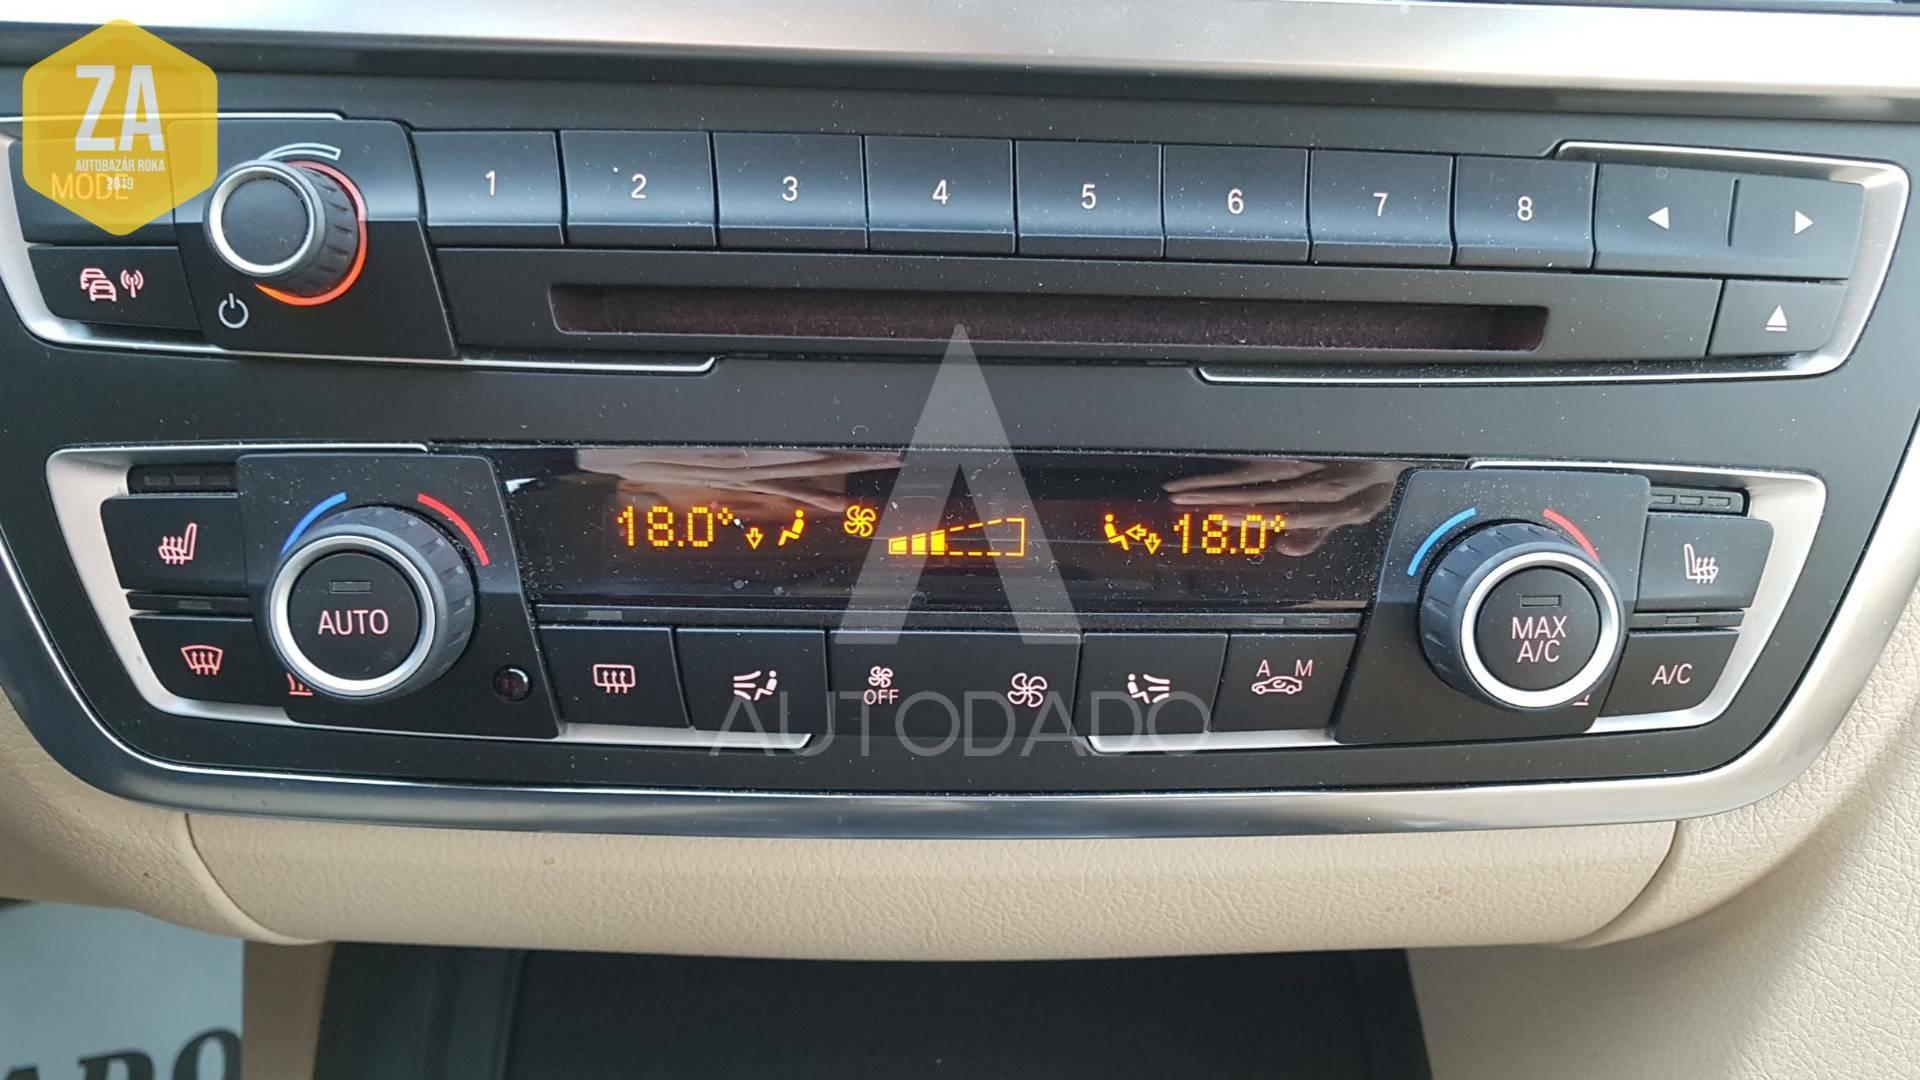 ZA
AUTOBAZÁR ROKA
2019
MODE
1 2 3 4 5 6 7 8
18.0° 18.0°
AUTO
MAX
A/C
OFF
A M
A/C
AUTODADO